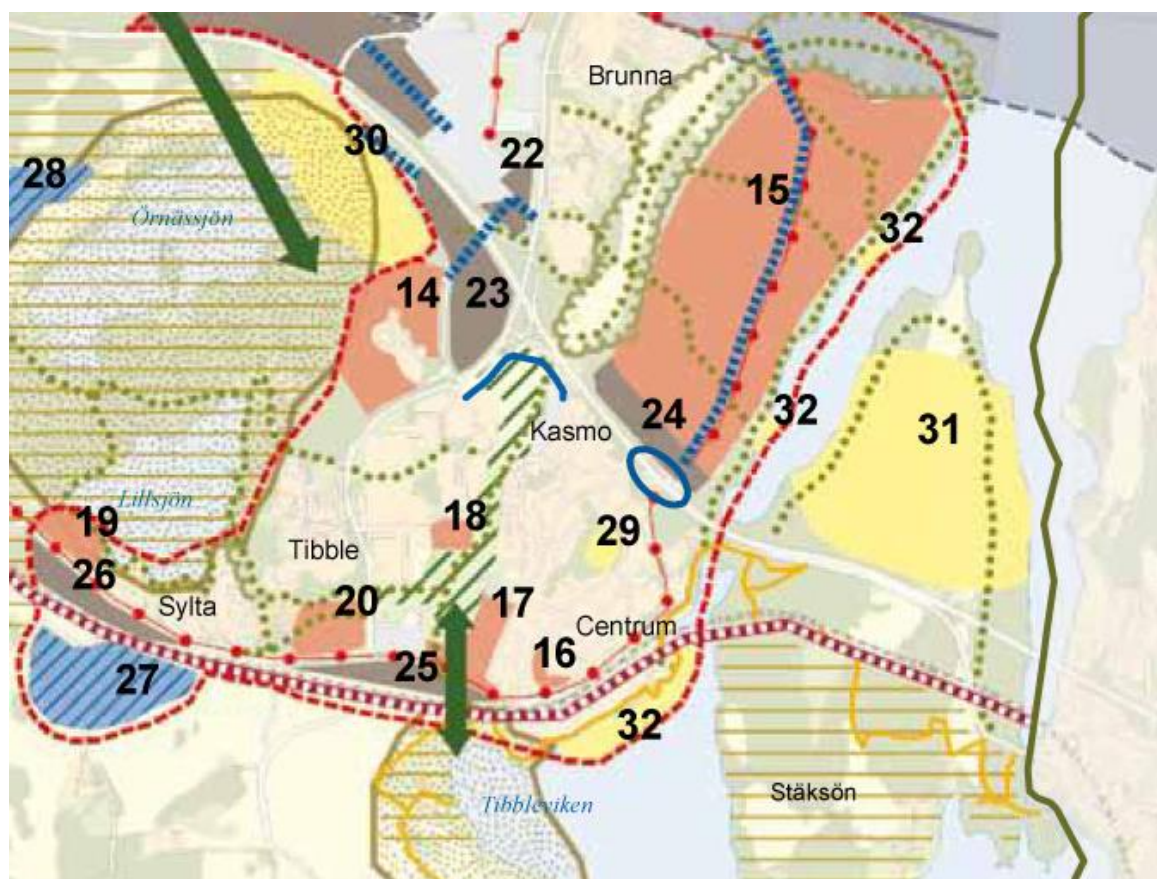 Brunna
22
30
28
15
Örnässjön
32
14
23
24
32
31
Kasmo
Lillsjön
18
19
29
Tibble
26
Sylta
20
17
Centrum
25
16
27
32
Stäksön
Tibbleviken